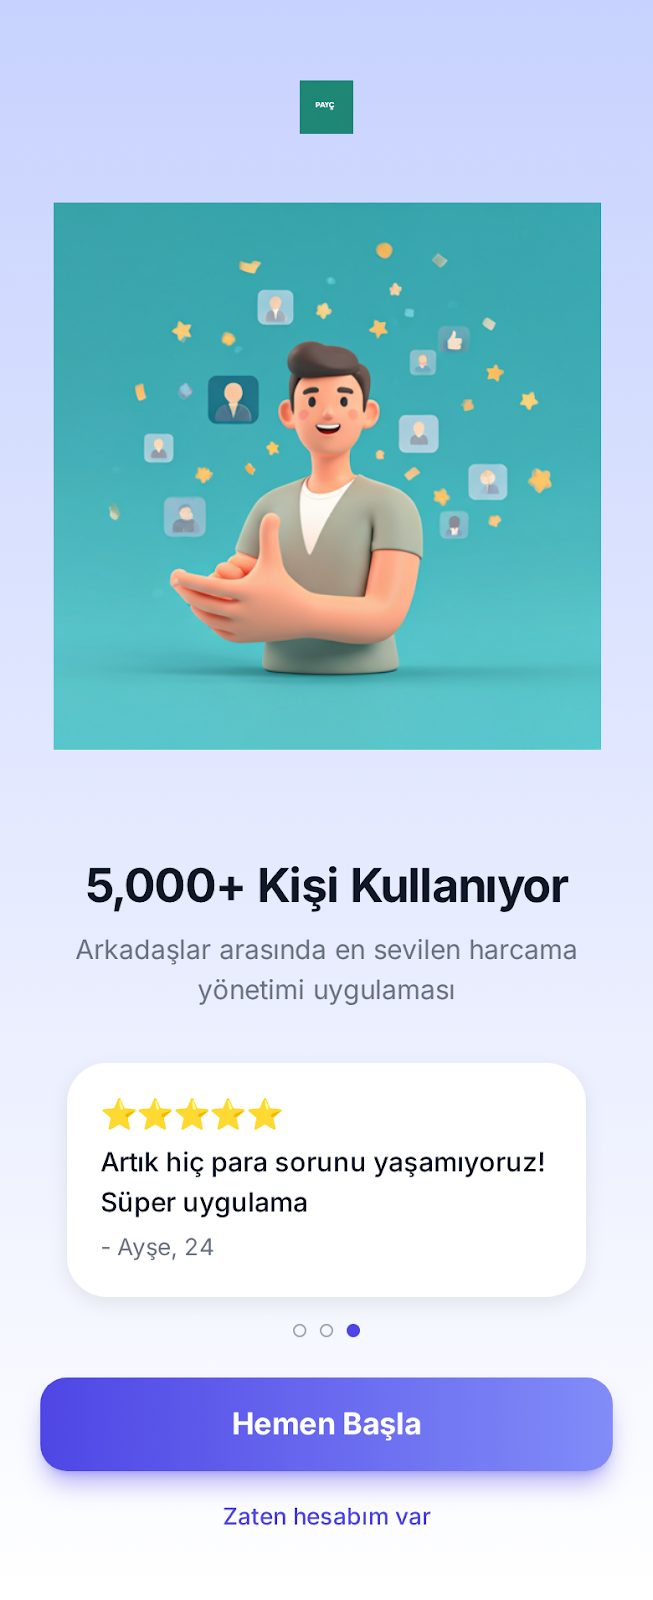 PAYÇ
5,000+ Kişi Kullanıyor
Arkadaşlar arasında en sevilen harcama
yönetimi uygulaması
⭐⭐⭐⭐⭐
Artık hiç para sorunu yaşamıyoruz!
Süper uygulama
- Ayşe, 24
Hemen Başla
Zaten hesabım var